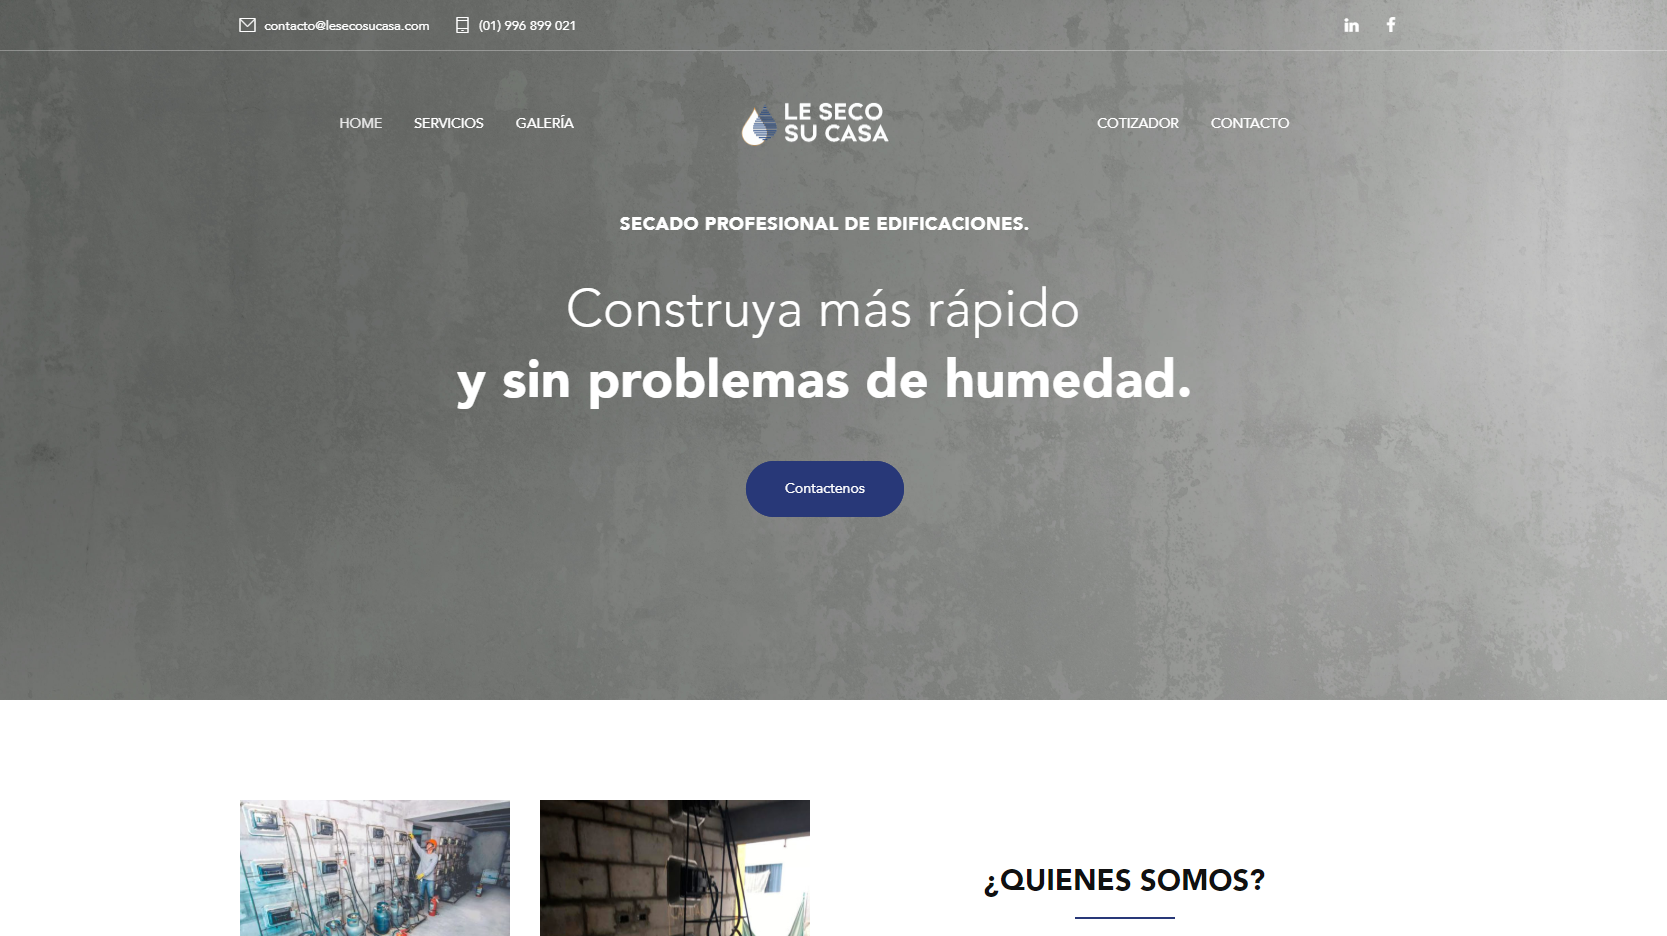 contacto@lesecosucasa.com (01) 996 899 021
HOME SERVICIOS GALERÍA
LE SECO
SU CASA
COTIZADOR CONTACTO
SECADO PROFESIONAL DE EDIFICACIONES.
Construya más rápido
y sin problemas de humedad.
Contactenos
¿QUIENES SOMOS?